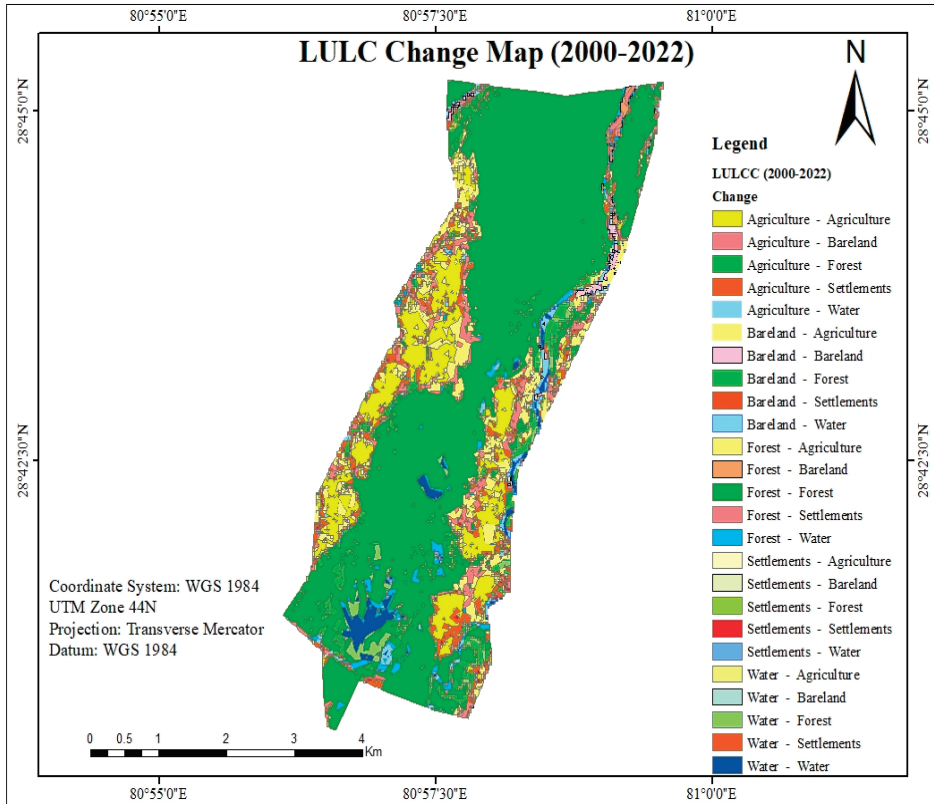 80°55'0"E 80°57'30"E 81°0'0"E
LULC Change Map (2000-2022)
N
28°45'0"N 28°45'0"N
28°42'30"N 28°42'30"N
Legend
LULCC (2000-2022)
Change
Agriculture - Agriculture
Agriculture - Bareland
Agriculture - Forest
Agriculture - Settlements
Agriculture - Water
Bareland - Agriculture
Bareland - Bareland
Bareland - Forest
Bareland - Settlements
Bareland - Water
Forest - Agriculture
Forest - Bareland
Forest - Forest
Forest - Settlements
Forest - Water
Settlements - Agriculture
Settlements - Bareland
Settlements - Forest
Settlements - Settlements
Settlements - Water
Water - Agriculture
Water - Bareland
Water - Forest
Water - Settlements
Water - Water
Coordinate System: WGS 1984
UTM Zone 44N
Projection: Transverse Mercator
Datum: WGS 1984
0 0.5 1 2 3 4
Km
80°55'0"E 80°57'30"E 81°0'0"E